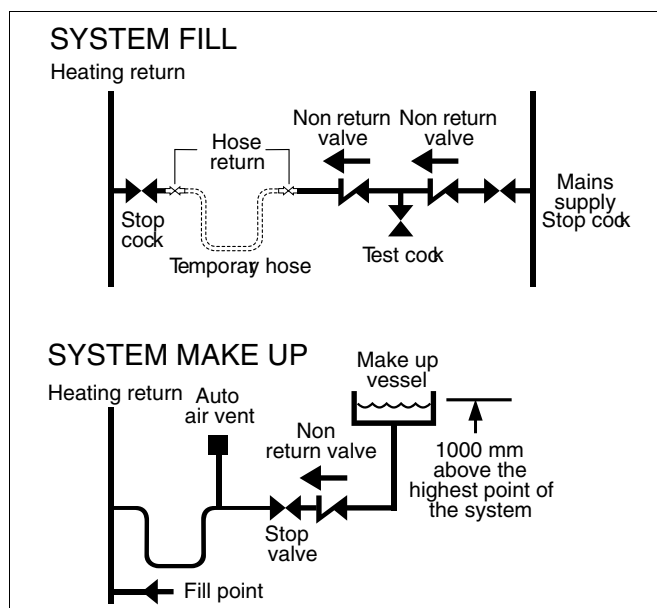 SYSTEM FILL
Heating return
Hose
return
Non return
valve
Non return
valve
Stop
cock
Temporary hose
Test cock
Mains
supply
Stop cock
SYSTEM MAKE UP
Heating return
Auto
air vent
Non
return valve
Make up
vessel
1000 mm
above the
highest point of
the system
Stop
valve
Fill point